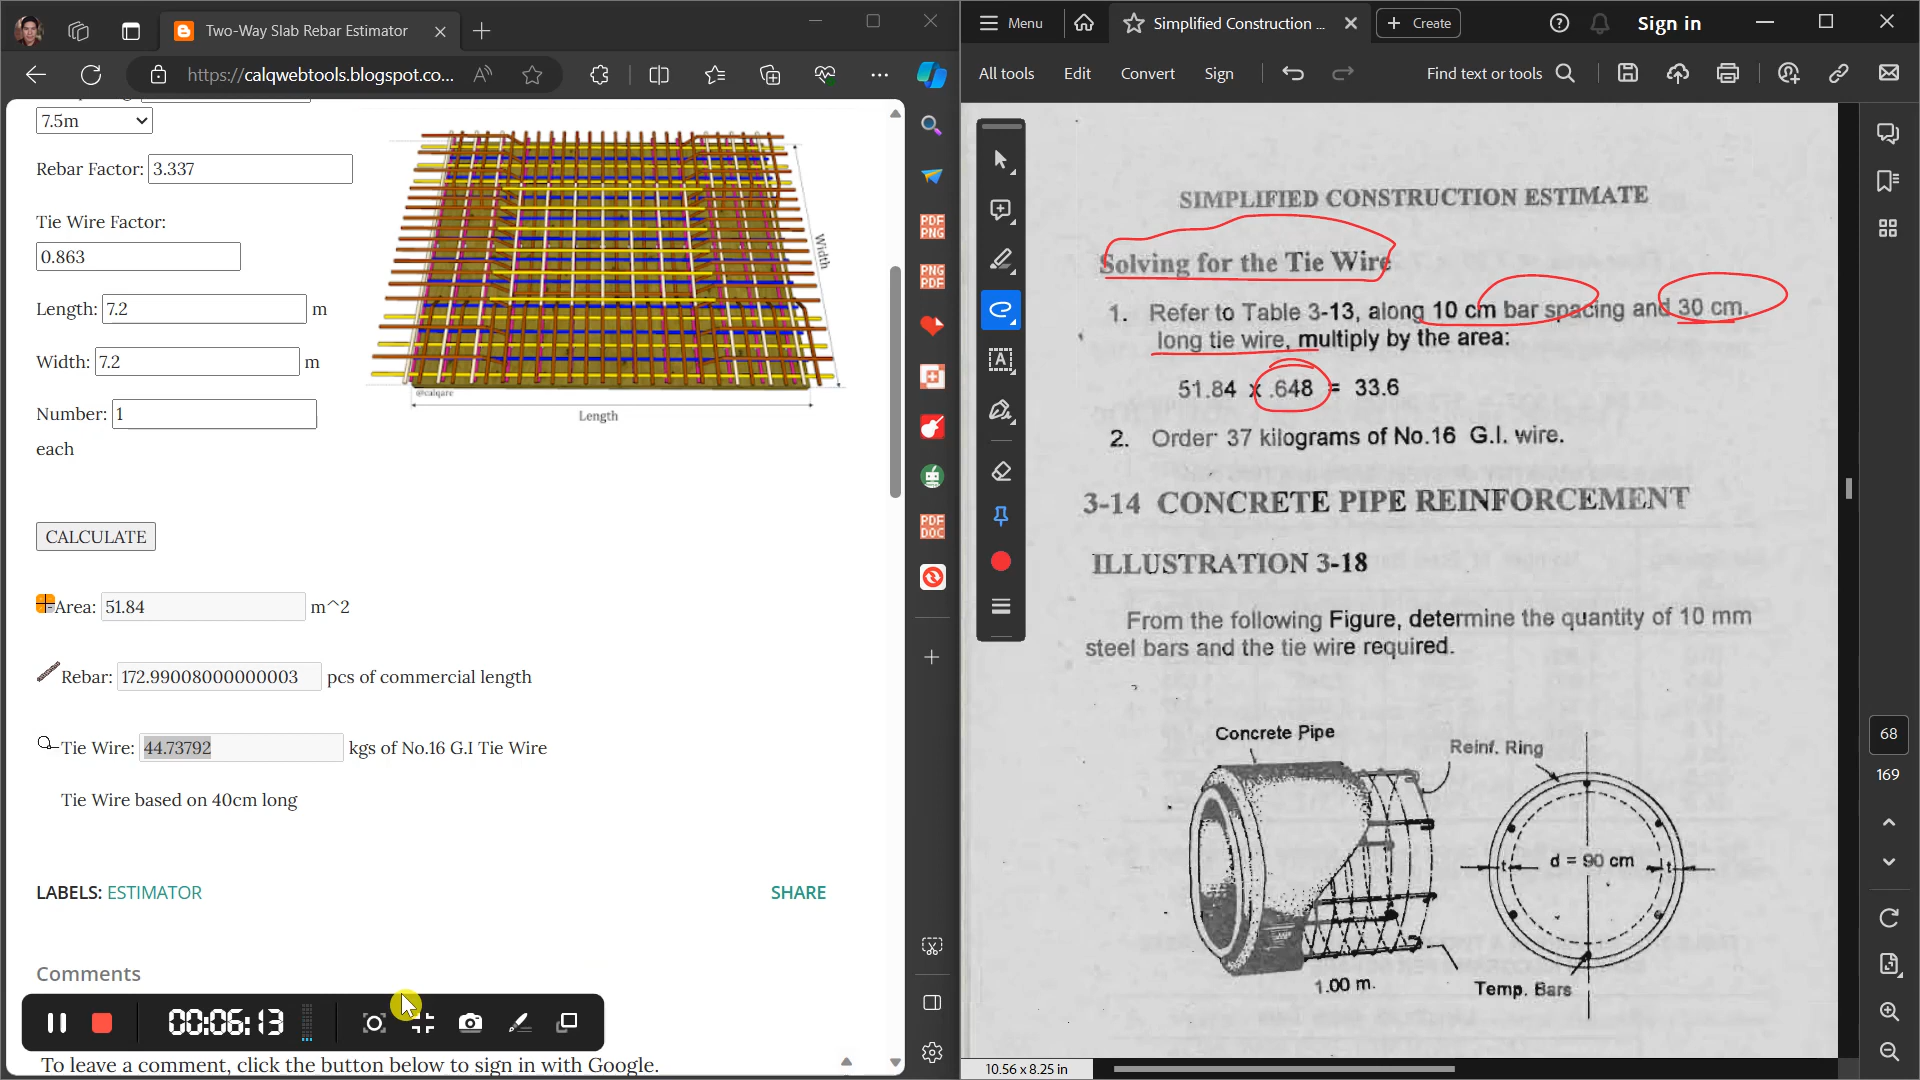 Two-Way Slab Rebar Estimator
https://calqwebtools.blogspot.co...
7.5m
Rebar Factor: 3.337
Tie Wire Factor:
0.863
Length: 7.2 m
Width: 7.2 m
Number: 1
each
Width
@calqare
Length
CALCULATE
Area: 51.84 m^2
Rebar: 172.99008000000003 pcs of commercial length
Tie Wire: 44.73792 kgs of No.16 G.I Tie Wire
Tie Wire based on 40cm long
LABELS: ESTIMATOR SHARE
Comments
00:06:13
To leave a comment, click the button below to sign in with Google.
PDF
PNG
PNG
PDF
PDF
DOC
Menu
Simplified Construction ...
Create
Sign in
All tools
Edit
Convert
Sign
Find text or tools
SIMPLIFIED CONSTRUCTION ESTIMATE
Solving for the Tie Wire
1. Refer to Table 3-13, along 10 cm bar spacing and 30 cm.
long tie wire, multiply by the area:
51.84 x .648 = 33.6
2. Order 37 kilograms of No.16 G.I. wire.
3-14 CONCRETE PIPE REINFORCEMENT
ILLUSTRATION 3-18
From the following Figure, determine the quantity of 10 mm
steel bars and the tie wire required.
Concrete Pipe
Reinf. Ring
t d = 90 cm t
1.00 m.
Temp. Bars
68
169
10.56 x 8.25 in